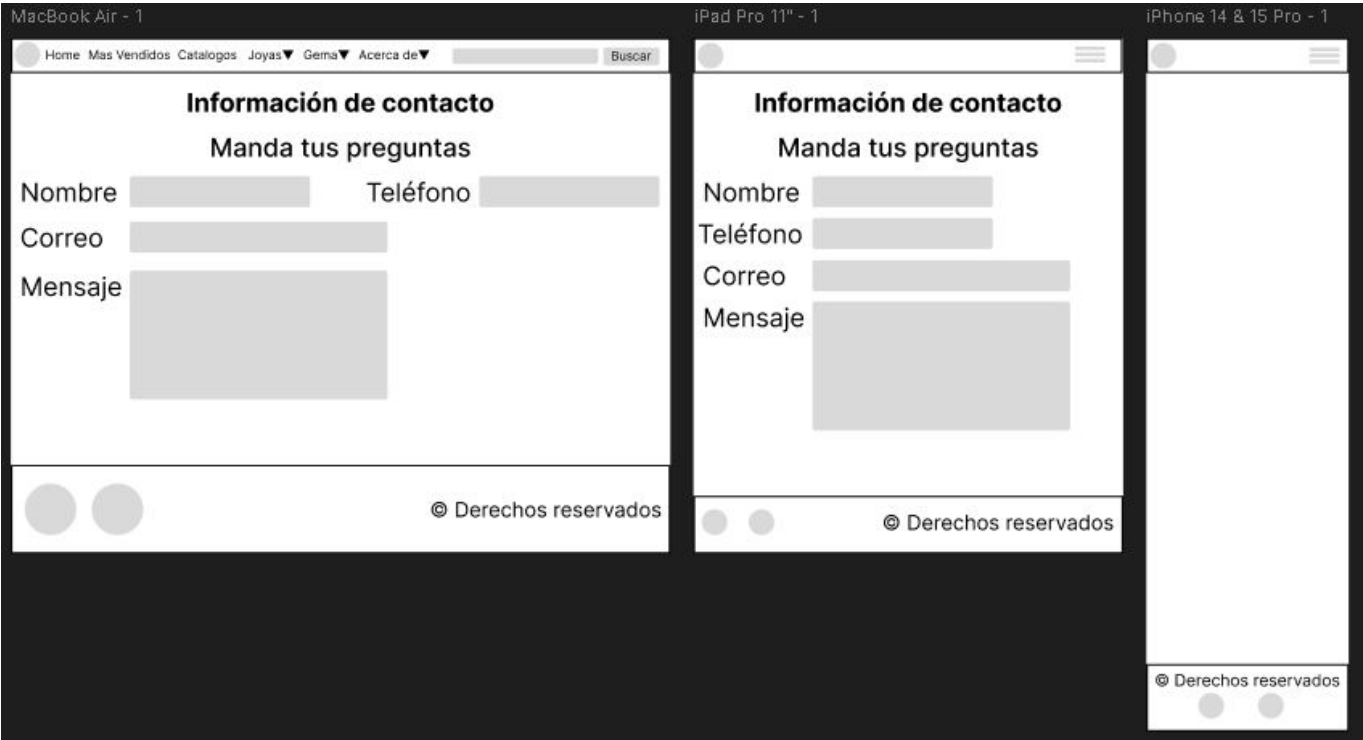 MacBook Air - 1
Home Mas Vendidos Catalogos Joyas▼ Gema▼ Acerca de▼ Buscar
Información de contacto
Manda tus preguntas
Nombre Teléfono
Correo
Mensaje
© Derechos reservados
iPad Pro 11" - 1
Información de contacto
Manda tus preguntas
Nombre
Teléfono
Correo
Mensaje
© Derechos reservados
iPhone 14 & 15 Pro - 1
© Derechos reservados